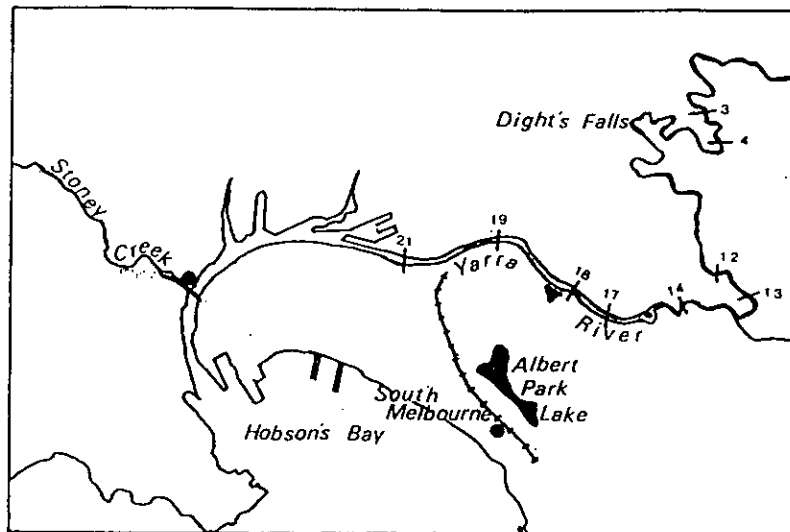 3
Dight's Falls
4
Stoney
Creek
19
21
Yarra
River
18
17
12
14
13
Albert
Park
Lake
South
Melbourne
Hobson's Bay